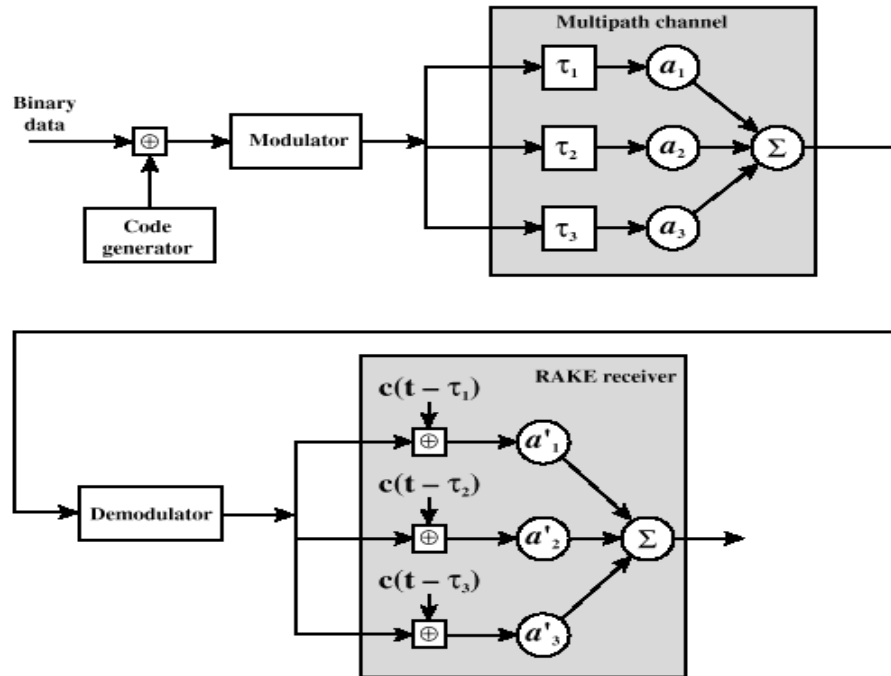 Multipath channel
τ₁ a₁
Binary
data
⊕ Modulator
τ₂ a₂ Σ
Code
generator
τ₃ a₃
RAKE receiver
c(t – τ₁)
⊕ a'₁
c(t – τ₂)
Demodulator
⊕ a'₂ Σ
c(t – τ₃)
⊕ a'₃